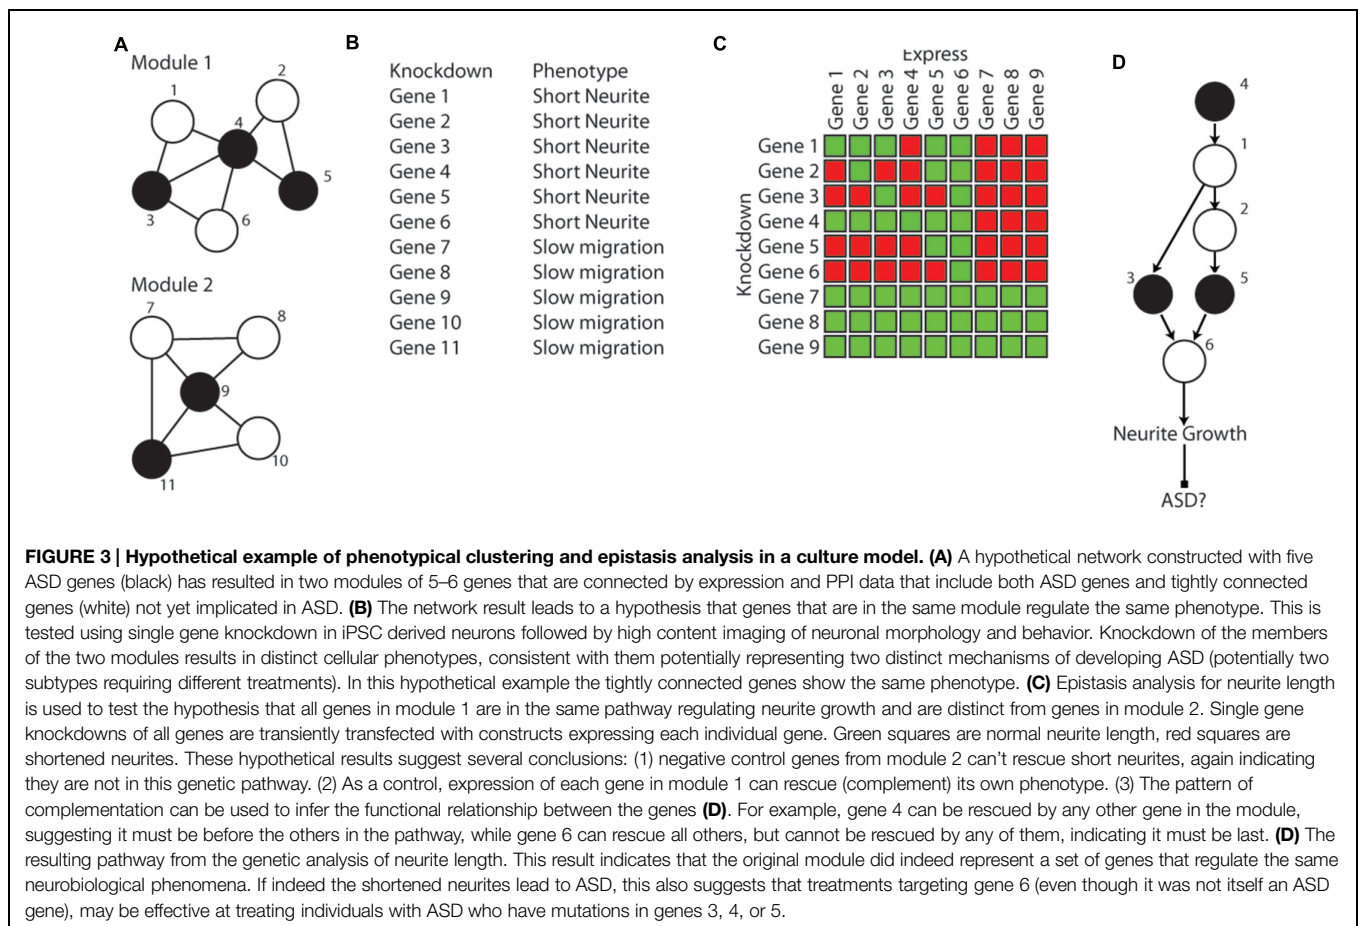 A
Module 1
1
2
4
3
5
6
Module 2
7
8
9
10
11
B
Knockdown Phenotype
Gene 1 Short Neurite
Gene 2 Short Neurite
Gene 3 Short Neurite
Gene 4 Short Neurite
Gene 5 Short Neurite
Gene 6 Short Neurite
Gene 7 Slow migration
Gene 8 Slow migration
Gene 9 Slow migration
Gene 10 Slow migration
Gene 11 Slow migration
C
Express
Gene 1 Gene 2 Gene 3 Gene 4 Gene 5 Gene 6 Gene 7 Gene 8 Gene 9
Knockdown
Gene 1
Gene 2
Gene 3
Gene 4
Gene 5
Gene 6
Gene 7
Gene 8
Gene 9
D
4
1
2
3
5
6
Neurite Growth
ASD?
FIGURE 3 | Hypothetical example of phenotypical clustering and epistasis analysis in a culture model. (A) A hypothetical network constructed with five
ASD genes (black) has resulted in two modules of 5–6 genes that are connected by expression and PPI data that include both ASD genes and tightly connected
genes (white) not yet implicated in ASD. (B) The network result leads to a hypothesis that genes that are in the same module regulate the same phenotype. This is
tested using single gene knockdown in iPSC derived neurons followed by high content imaging of neuronal morphology and behavior. Knockdown of the members
of the two modules results in distinct cellular phenotypes, consistent with them potentially representing two distinct mechanisms of developing ASD (potentially two
subtypes requiring different treatments). In this hypothetical example the tightly connected genes show the same phenotype. (C) Epistasis analysis for neurite length
is used to test the hypothesis that all genes in module 1 are in the same pathway regulating neurite growth and are distinct from genes in module 2. Single gene
knockdowns of all genes are transiently transfected with constructs expressing each individual gene. Green squares are normal neurite length, red squares are
shortened neurites. These hypothetical results suggest several conclusions: (1) negative control genes from module 2 can't rescue short neurites, again indicating
they are not in this genetic pathway. (2) As a control, expression of each gene in module 1 can rescue (complement) its own phenotype. (3) The pattern of
complementation can be used to infer the functional relationship between the genes (D). For example, gene 4 can be rescued by any other gene in the module,
suggesting it must be before the others in the pathway, while gene 6 can rescue all others, but cannot be rescued by any of them, indicating it must be last. (D) The
resulting pathway from the genetic analysis of neurite length. This result indicates that the original module did indeed represent a set of genes that regulate the same
neurobiological phenomena. If indeed the shortened neurites lead to ASD, this also suggests that treatments targeting gene 6 (even though it was not itself an ASD
gene), may be effective at treating individuals with ASD who have mutations in genes 3, 4, or 5.